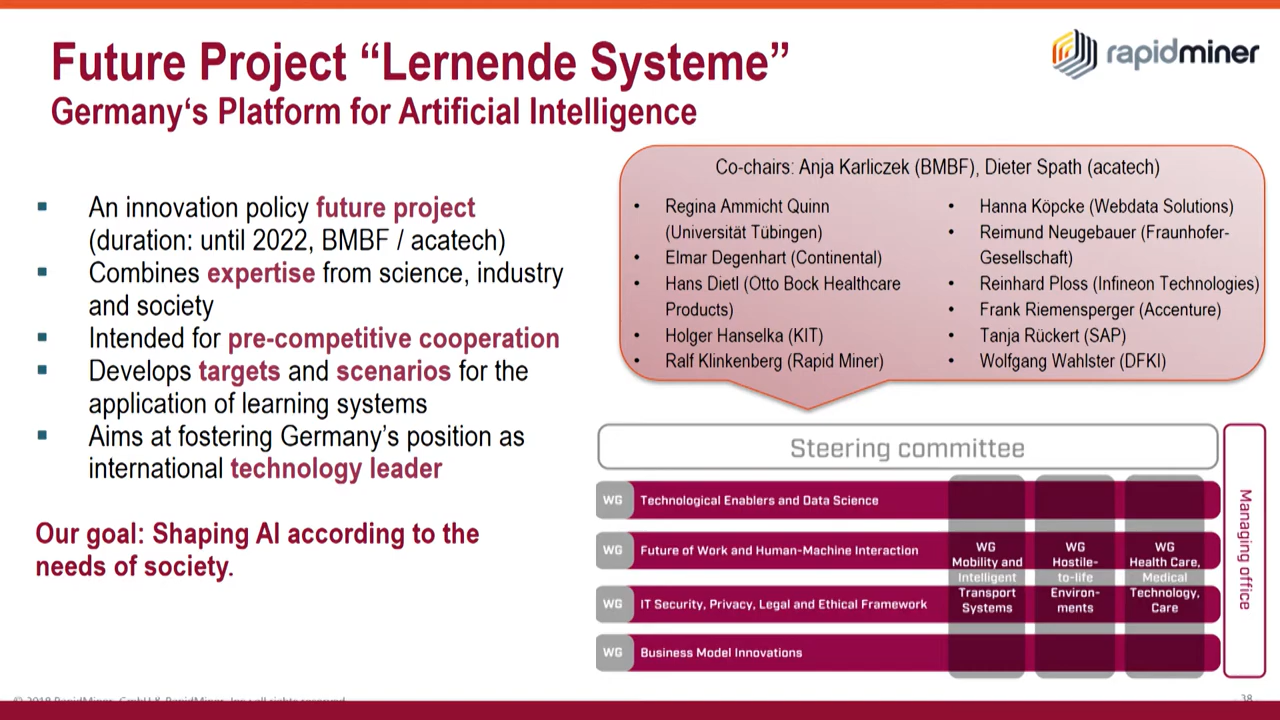 Future Project “Lernende Systeme”
Germany‘s Platform for Artificial Intelligence
rapidminer
An innovation policy future project
(duration: until 2022, BMBF / acatech)
Combines expertise from science, industry
and society
Intended for pre-competitive cooperation
Develops targets and scenarios for the
application of learning systems
Aims at fostering Germany’s position as
international technology leader
Our goal: Shaping AI according to the
needs of society.
Co-chairs: Anja Karliczek (BMBF), Dieter Spath (acatech)
Regina Ammicht Quinn
(Universität Tübingen)
Elmar Degenhart (Continental)
Hans Dietl (Otto Bock Healthcare
Products)
Holger Hanselka (KIT)
Ralf Klinkenberg (Rapid Miner)
Hanna Köpcke (Webdata Solutions)
Reimund Neugebauer (Fraunhofer-
Gesellschaft)
Reinhard Ploss (Infineon Technologies)
Frank Riemensperger (Accenture)
Tanja Rückert (SAP)
Wolfgang Wahlster (DFKI)
Steering committee
WG Technological Enablers and Data Science
WG Future of Work and Human-Machine Interaction
WG IT Security, Privacy, Legal and Ethical Framework
WG Business Model Innovations
WG
Mobility and
Intelligent
Transport
Systems
WG
Hostile-
to-life
Environ-
ments
WG
Health Care,
Medical
Technology,
Care
Managing office
38